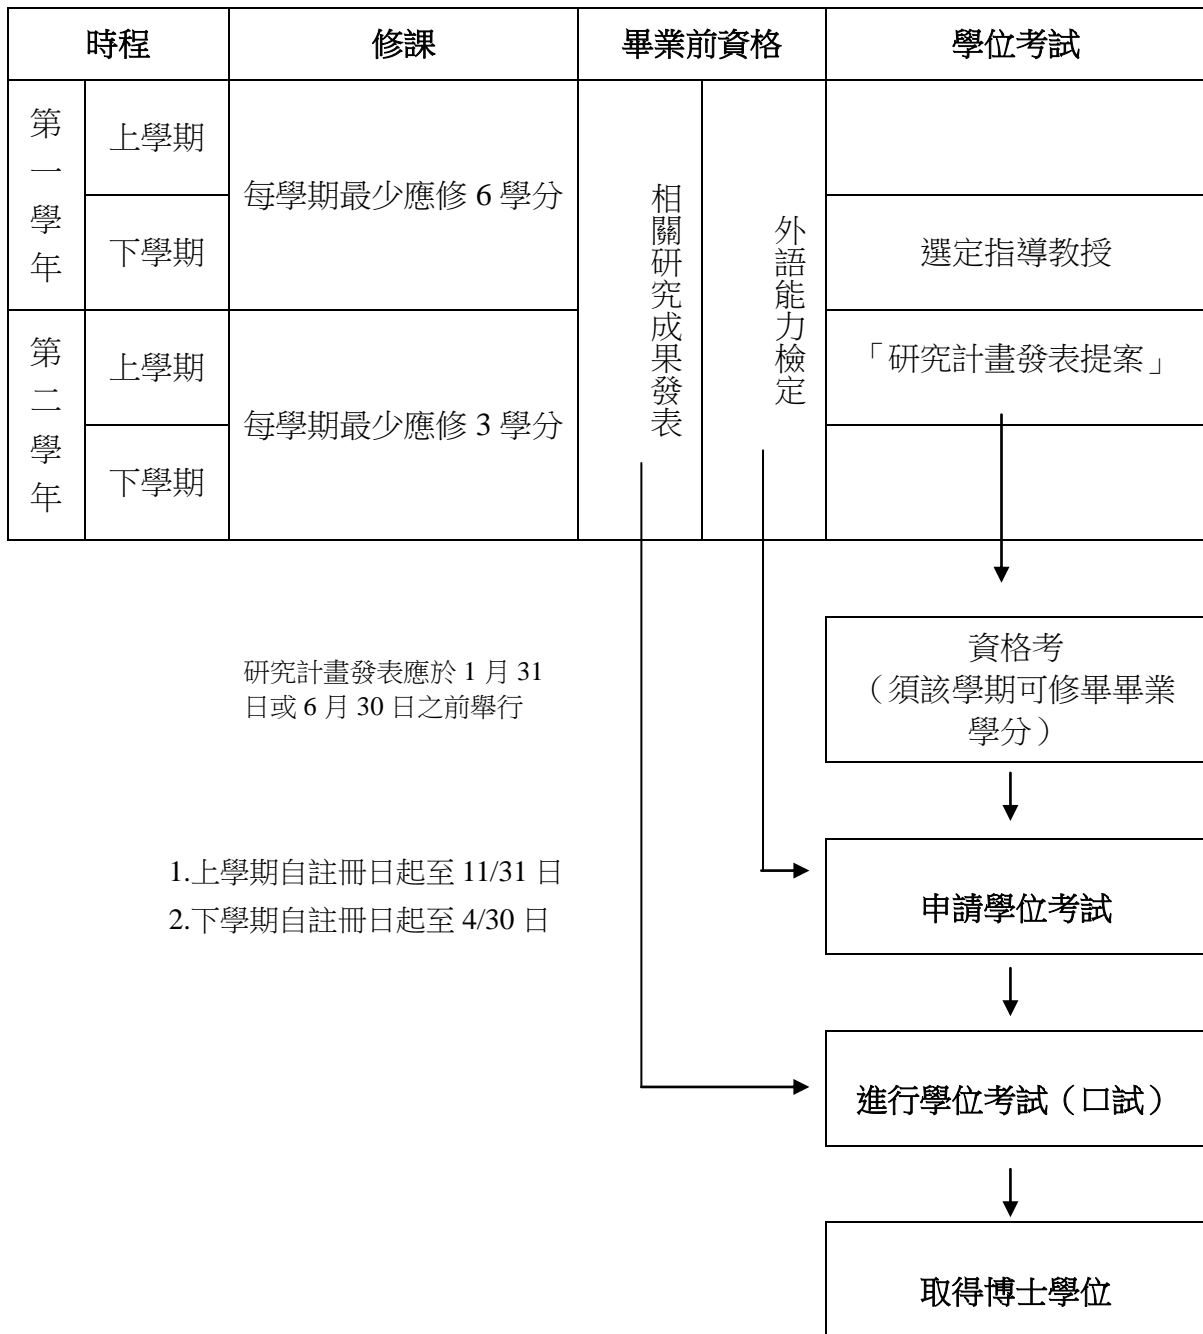 時程 修課 畢業前資格 學位考試
第一學年
上學期
下學期
每學期最少應修 6 學分
選定指導教授
第二學年
上學期
下學期
每學期最少應修 3 學分
相關研究成果發表
外語能力檢定
「研究計畫發表提案」
研究計畫發表應於 1 月 31
日或 6 月 30 日之前舉行
資格考
（須該學期可修畢畢業
學分）
1.上學期自註冊日起至 11/31 日
2.下學期自註冊日起至 4/30 日
申請學位考試
進行學位考試（口試）
取得博士學位